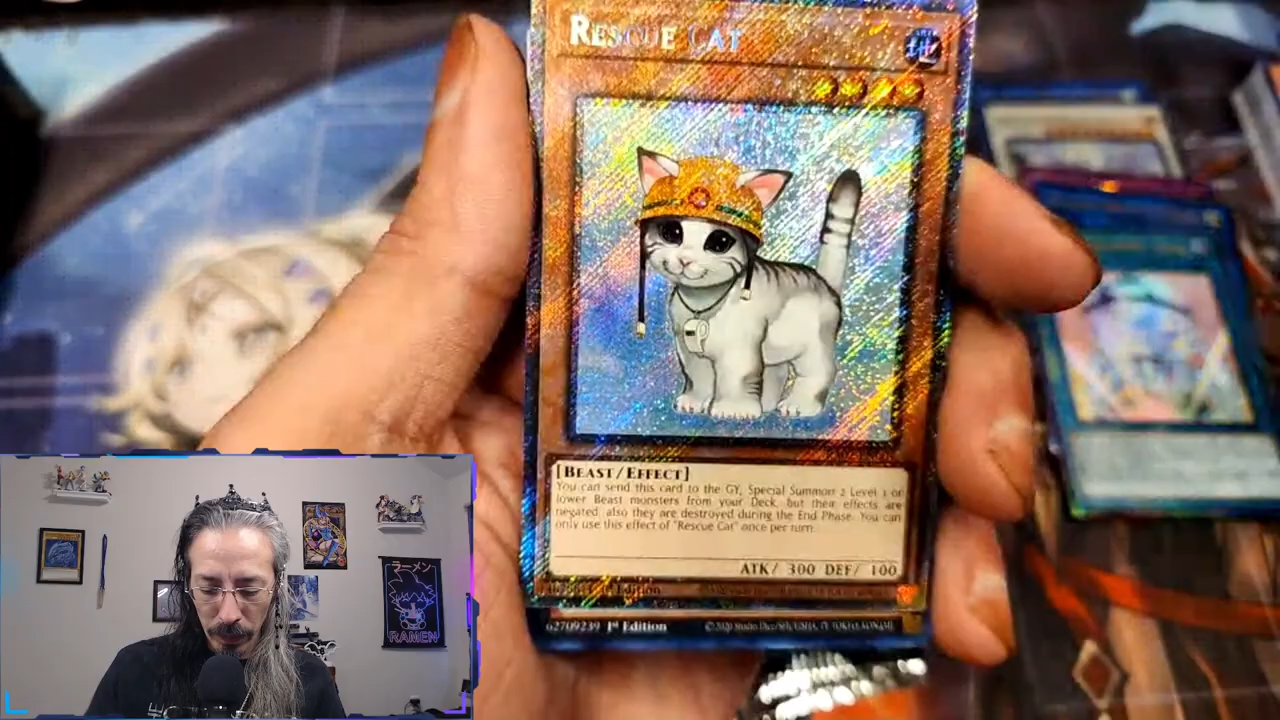 RESCUE CAT
[BEAST/EFFECT]
You can send this card to the GY, Special Summon 2 Level 3 or
lower Beast monsters from your Deck, but their effects are
negated, also they are destroyed during the End Phase. You can
only use this effect of "Rescue Cat" once per turn.
ATK/ 300 DEF/ 100
Edition
62709239 1st Edition
ラーメン
RAMEN